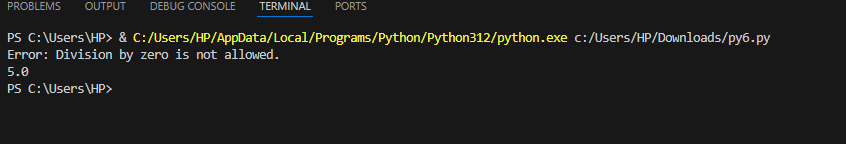 PROBLEMS OUTPUT DEBUG CONSOLE TERMINAL PORTS
PS C:\Users\HP> & C:/Users/HP/AppData/Local/Programs/Python/Python312/python.exe c:/Users/HP/Downloads/py6.py
Error: Division by zero is not allowed.
5.0
PS C:\Users\HP>